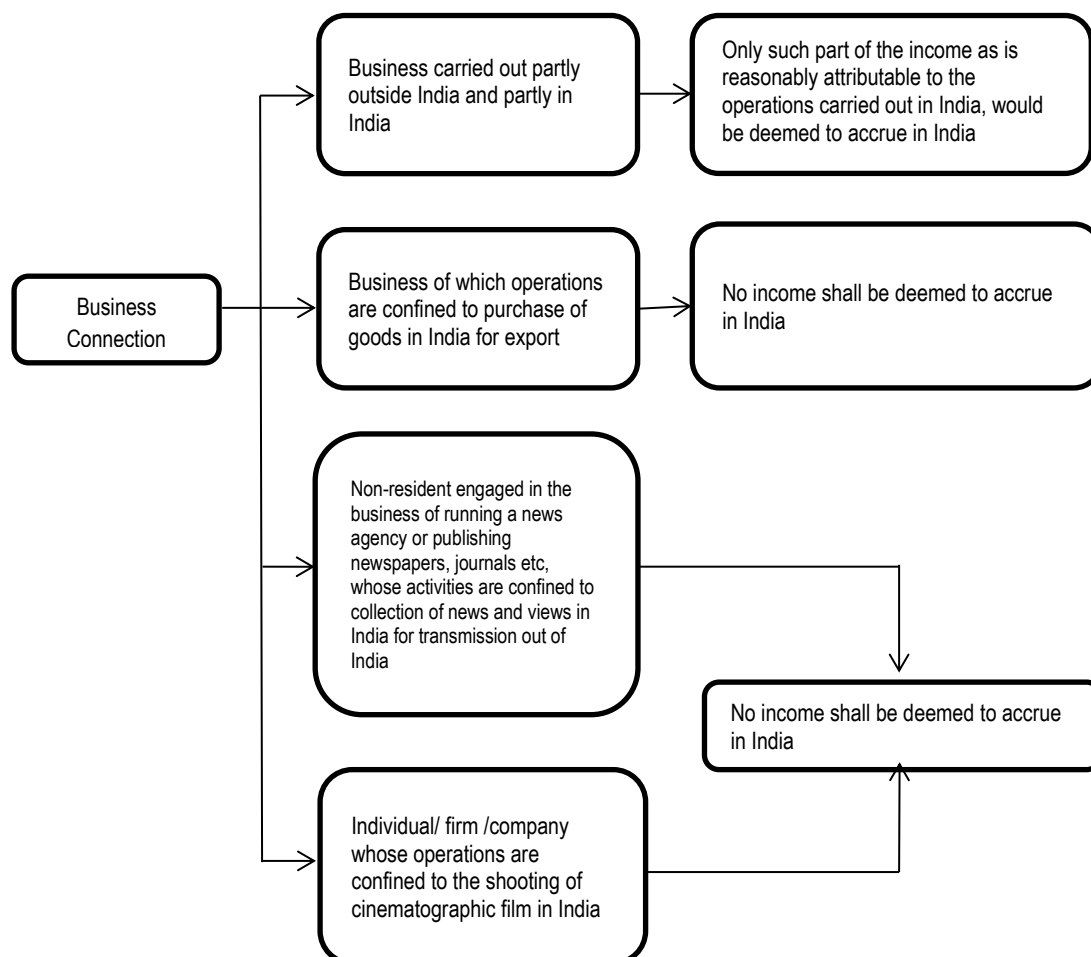 Business carried out partly
outside India and partly in
India
Only such part of the income as is
reasonably attributable to the
operations carried out in India, would
be deemed to accrue in India
Business
Connection
Business of which operations
are confined to purchase of
goods in India for export
No income shall be deemed to accrue
in India
Non-resident engaged in the
business of running a news
agency or publishing
newspapers, journals etc,
whose activities are confined to
collection of news and views in
India for transmission out of
India
No income shall be deemed to accrue
in India
Individual/ firm /company
whose operations are
confined to the shooting of
cinematographic film in India